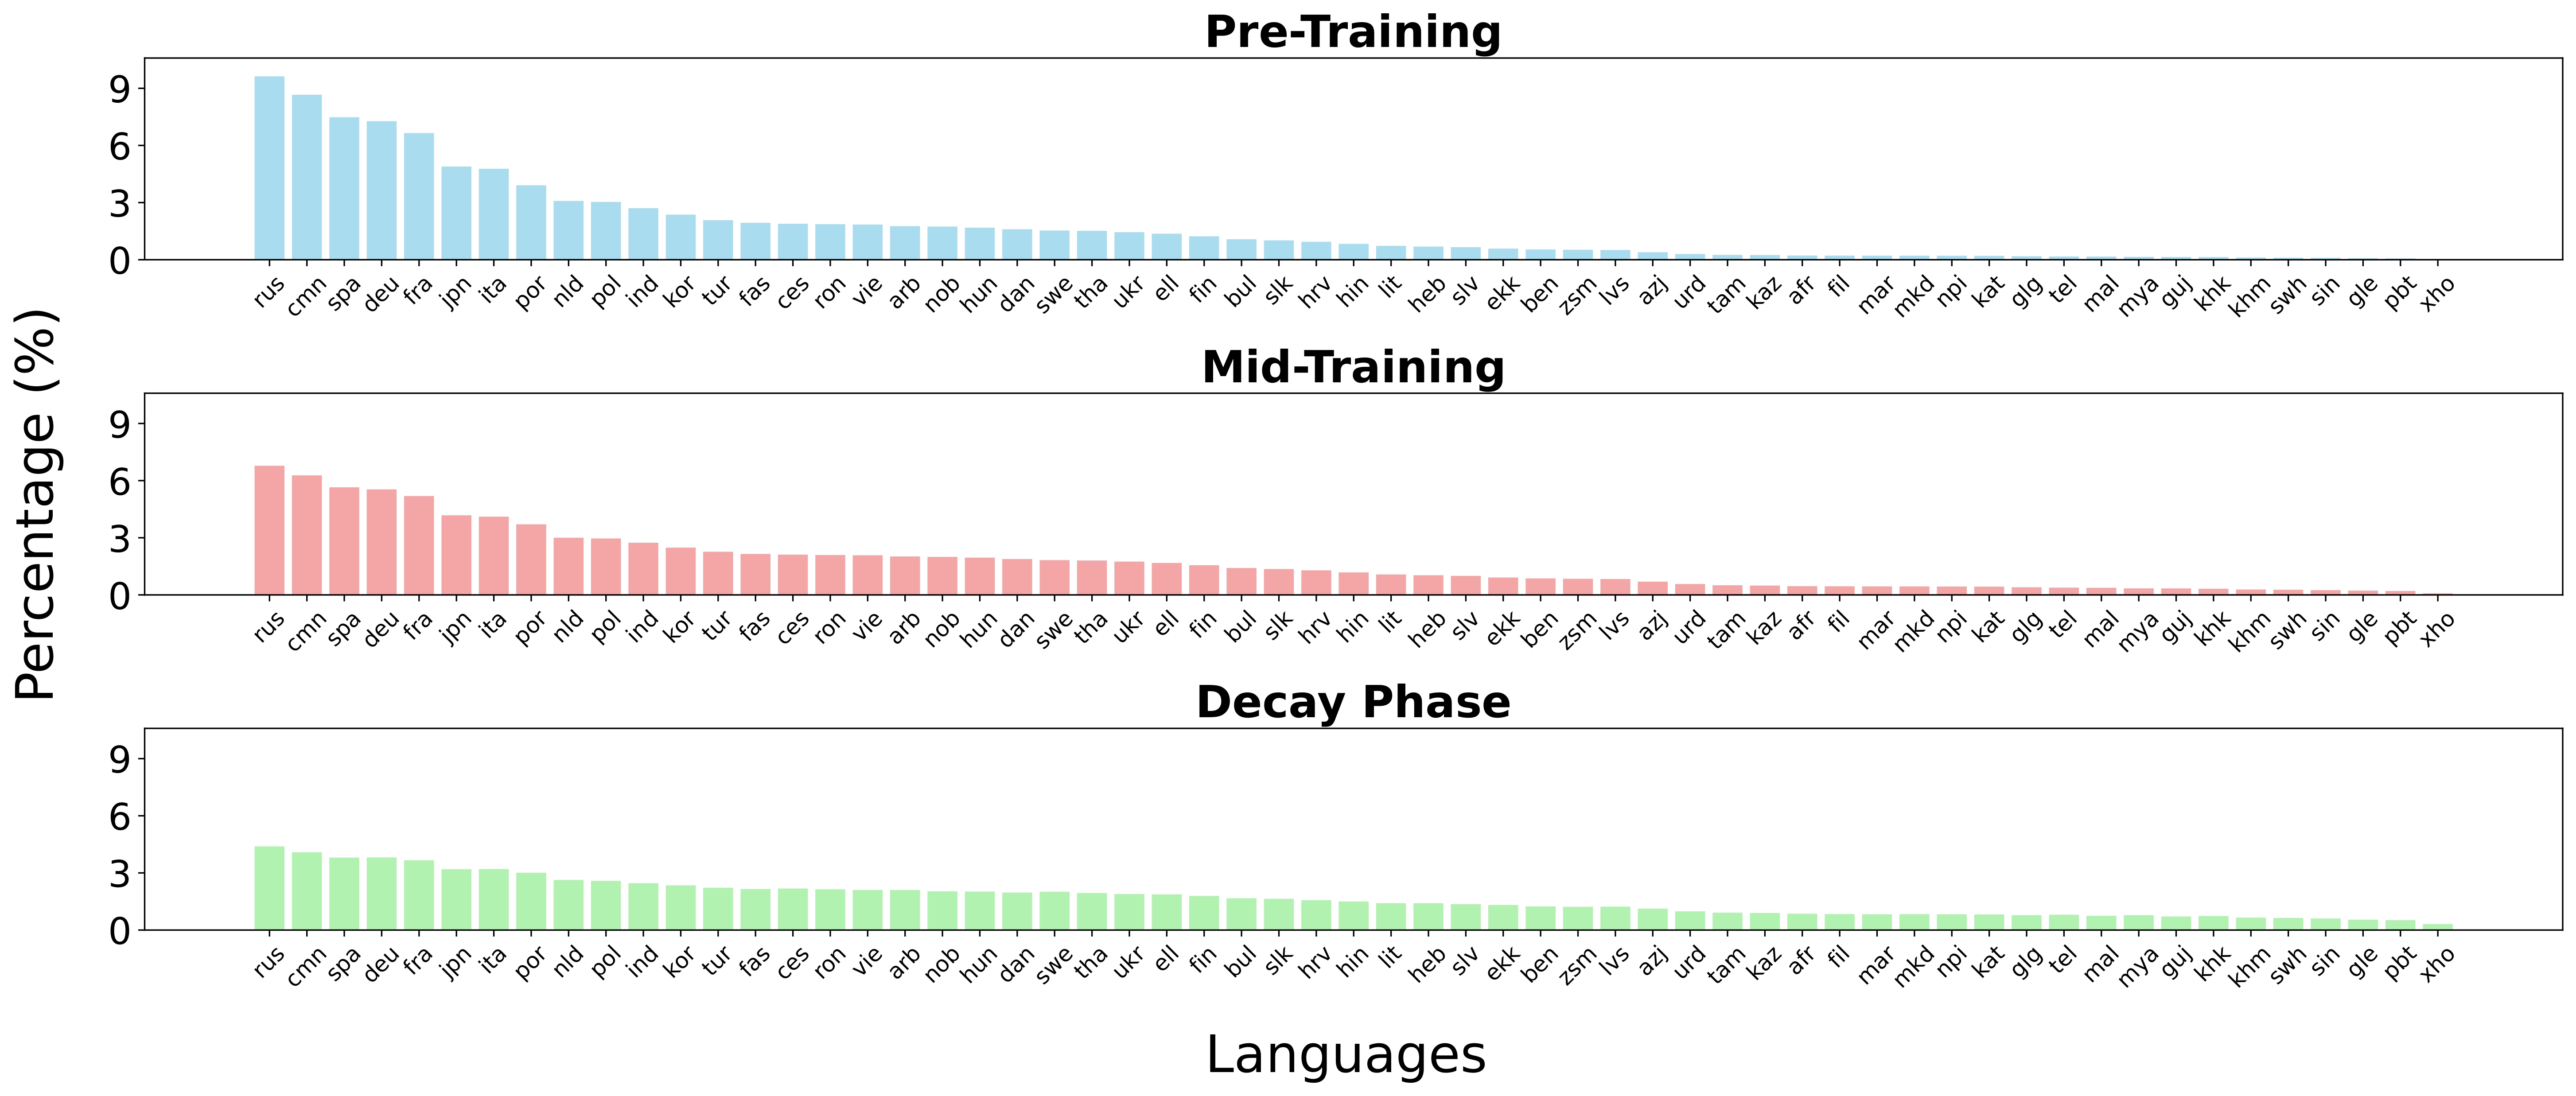 Percentage (%)
Pre-Training
9
6
3
0
rus cmn spa deu fra jpn ita por nld pol ind kor tur fas ces ron vie arb nob hun dan swe tha ukr ell fin bul slk hrv hin lit heb slv ekk ben zsm lvs azj urd tam kaz afr fil mar mkd npi kat glg tel mal mya guj khk khm swh sin gle pbt xho
Mid-Training
9
6
3
0
rus cmn spa deu fra jpn ita por nld pol ind kor tur fas ces ron vie arb nob hun dan swe tha ukr ell fin bul slk hrv hin lit heb slv ekk ben zsm lvs azj urd tam kaz afr fil mar mkd npi kat glg tel mal mya guj khk khm swh sin gle pbt xho
Decay Phase
9
6
3
0
rus cmn spa deu fra jpn ita por nld pol ind kor tur fas ces ron vie arb nob hun dan swe tha ukr ell fin bul slk hrv hin lit heb slv ekk ben zsm lvs azj urd tam kaz afr fil mar mkd npi kat glg tel mal mya guj khk khm swh sin gle pbt xho
Languages